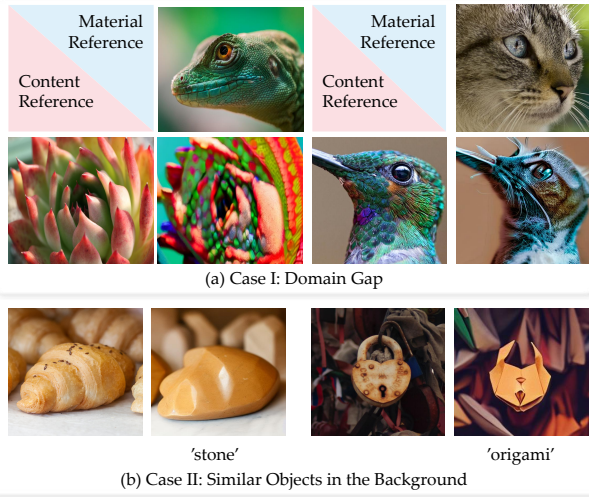 Material
Reference
Content
Reference
Material
Reference
Content
Reference
(a) Case I: Domain Gap
'stone'
'origami'
(b) Case II: Similar Objects in the Background